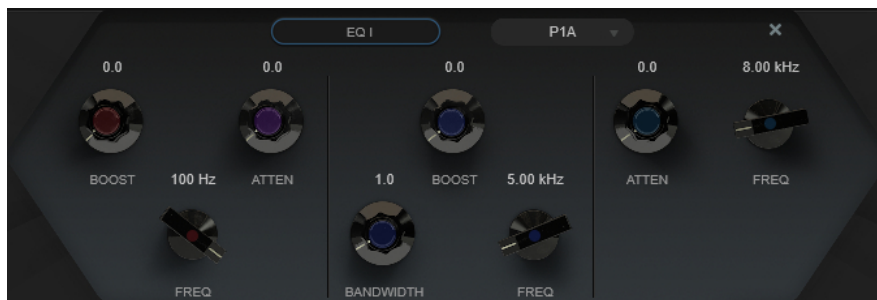 EQ I P1A
0.0 0.0 0.0 0.0 8.00 kHz
BOOST 100 Hz ATTEN 1.0 BOOST 5.00 kHz ATTEN FREQ
FREQ BANDWIDTH FREQ